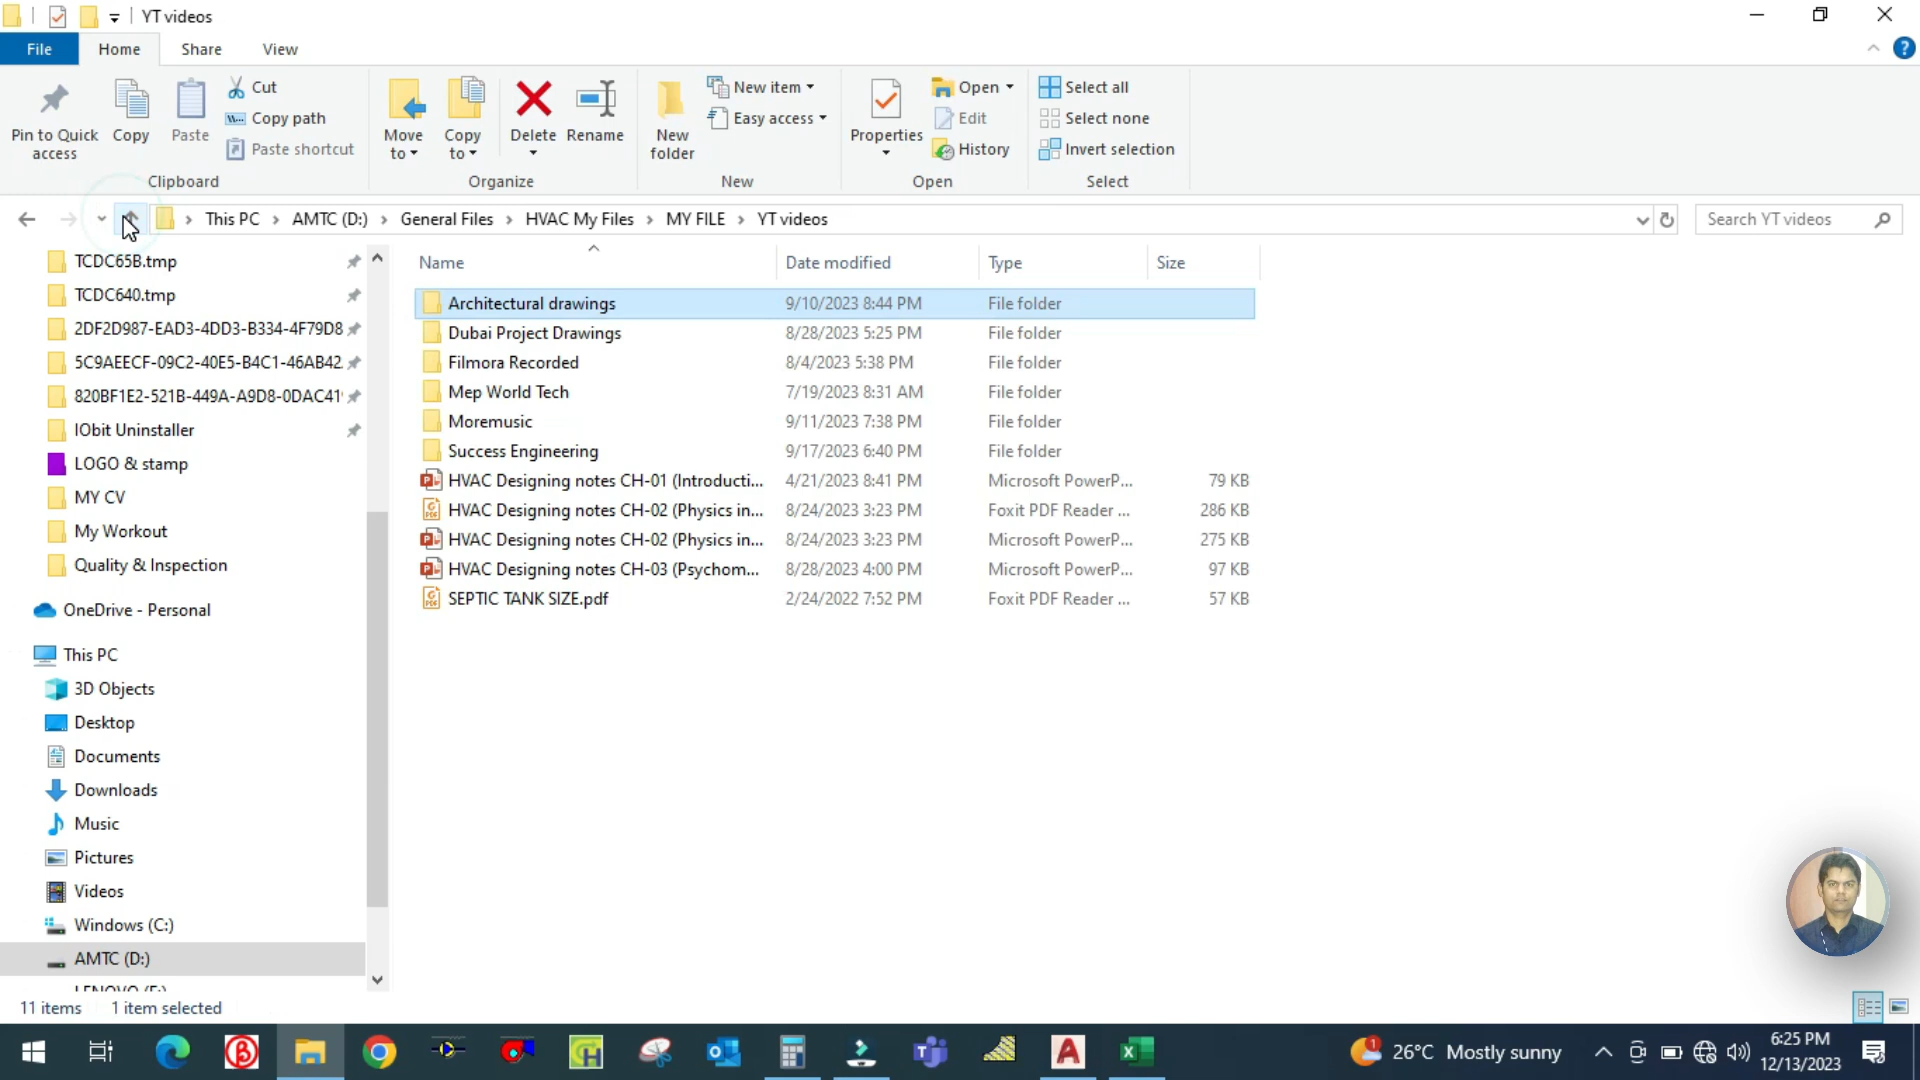 YT videos
File Home Share View
Pin to Quick access
Copy
Paste
Cut
Copy path
Paste shortcut
Clipboard
Move to
Copy to
Delete
Rename
Organize
New folder
New item
Easy access
New
Properties
Open
Edit
History
Open
Select all
Select none
Invert selection
Select
This PC › AMTC (D:) › General Files › HVAC My Files › MY FILE › YT videos
Search YT videos
TCDC65B.tmp
TCDC640.tmp
2DF2D987-EAD3-4DD3-B334-4F79D8
5C9AEECF-09C2-40E5-B4C1-46AB42
820BF1E2-521B-449A-A9D8-0DAC41
IObit Uninstaller
LOGO & stamp
MY CV
My Workout
Quality & Inspection
OneDrive - Personal
This PC
3D Objects
Desktop
Documents
Downloads
Music
Pictures
Videos
Windows (C:)
AMTC (D:)
Name Date modified Type Size
Architectural drawings 9/10/2023 8:44 PM File folder
Dubai Project Drawings 8/28/2023 5:25 PM File folder
Filmora Recorded 8/4/2023 5:38 PM File folder
Mep World Tech 7/19/2023 8:31 AM File folder
Moremusic 9/11/2023 7:38 PM File folder
Success Engineering 9/17/2023 6:40 PM File folder
HVAC Designing notes CH-01 (Introducti... 4/21/2023 8:41 PM Microsoft PowerP... 79 KB
HVAC Designing notes CH-02 (Physics in... 8/24/2023 3:23 PM Foxit PDF Reader ... 286 KB
HVAC Designing notes CH-02 (Physics in... 8/24/2023 3:23 PM Microsoft PowerP... 275 KB
HVAC Designing notes CH-03 (Psychom... 8/28/2023 4:00 PM Microsoft PowerP... 97 KB
SEPTIC TANK SIZE.pdf 2/24/2022 7:52 PM Foxit PDF Reader ... 57 KB
11 items 1 item selected
26°C Mostly sunny
6:25 PM
12/13/2023